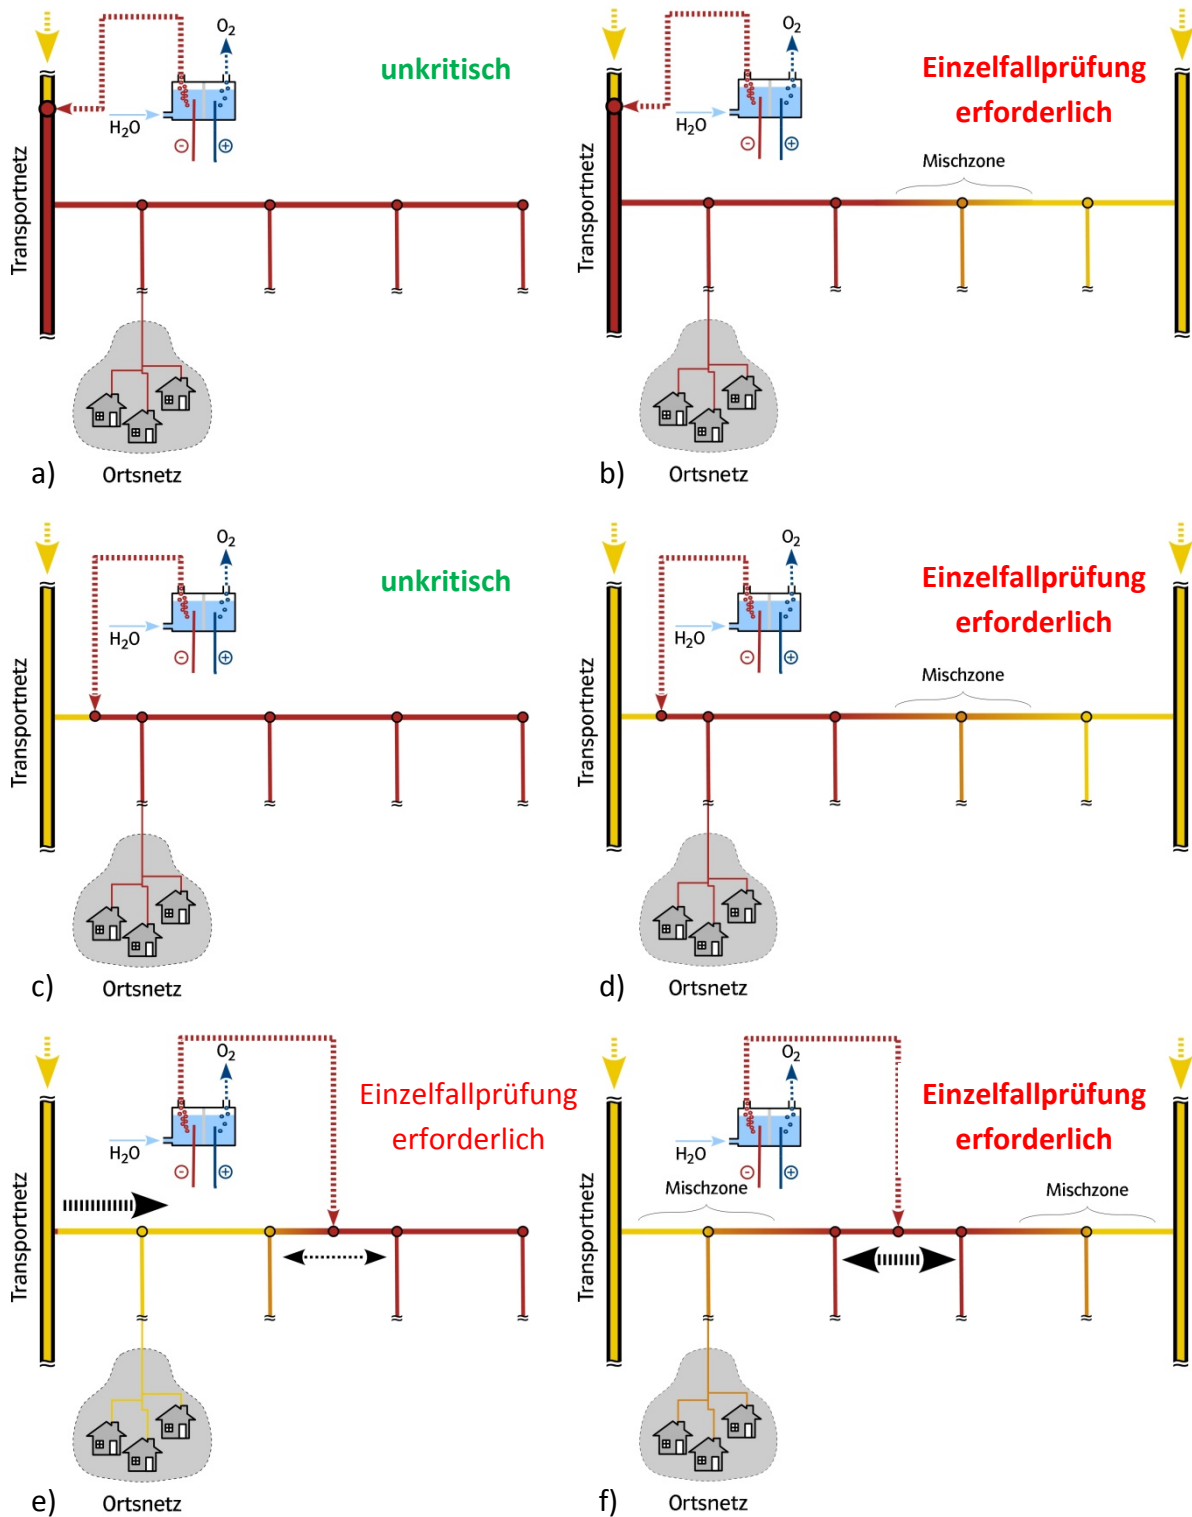 O₂
unkritisch
H₂O
⊖
⊕
Transportnetz
Ortsnetz
a)
O₂
Einzelfallprüfung
erforderlich
H₂O
⊖
⊕
Mischzone
Transportnetz
Ortsnetz
b)
O₂
unkritisch
H₂O
⊖
⊕
Transportnetz
Ortsnetz
c)
O₂
Einzelfallprüfung
erforderlich
H₂O
⊖
⊕
Mischzone
Transportnetz
Ortsnetz
d)
O₂
Einzelfallprüfung
erforderlich
H₂O
⊖
⊕
Transportnetz
Ortsnetz
e)
O₂
Einzelfallprüfung
erforderlich
H₂O
⊖
⊕
Mischzone
Mischzone
Transportnetz
Ortsnetz
f)